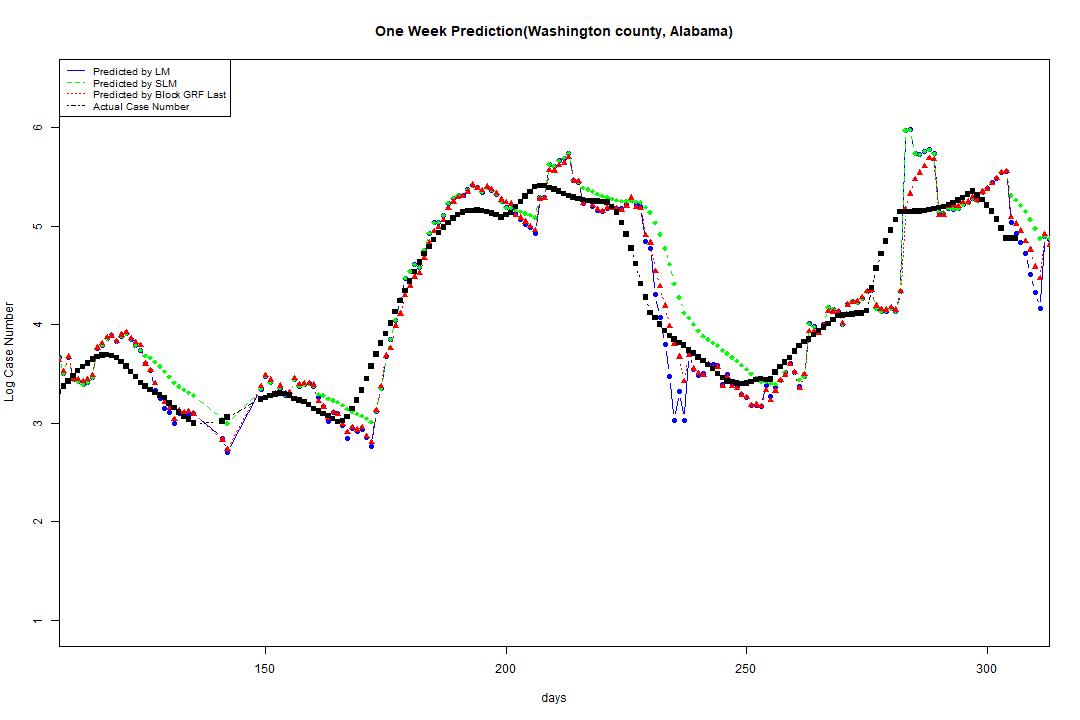 One Week Prediction(Washington county, Alabama)
Predicted by LM
Predicted by SLM
Predicted by Block GRF Last
Actual Case Number
6
5
4
3
2
1
Log Case Number
150
200
250
300
days